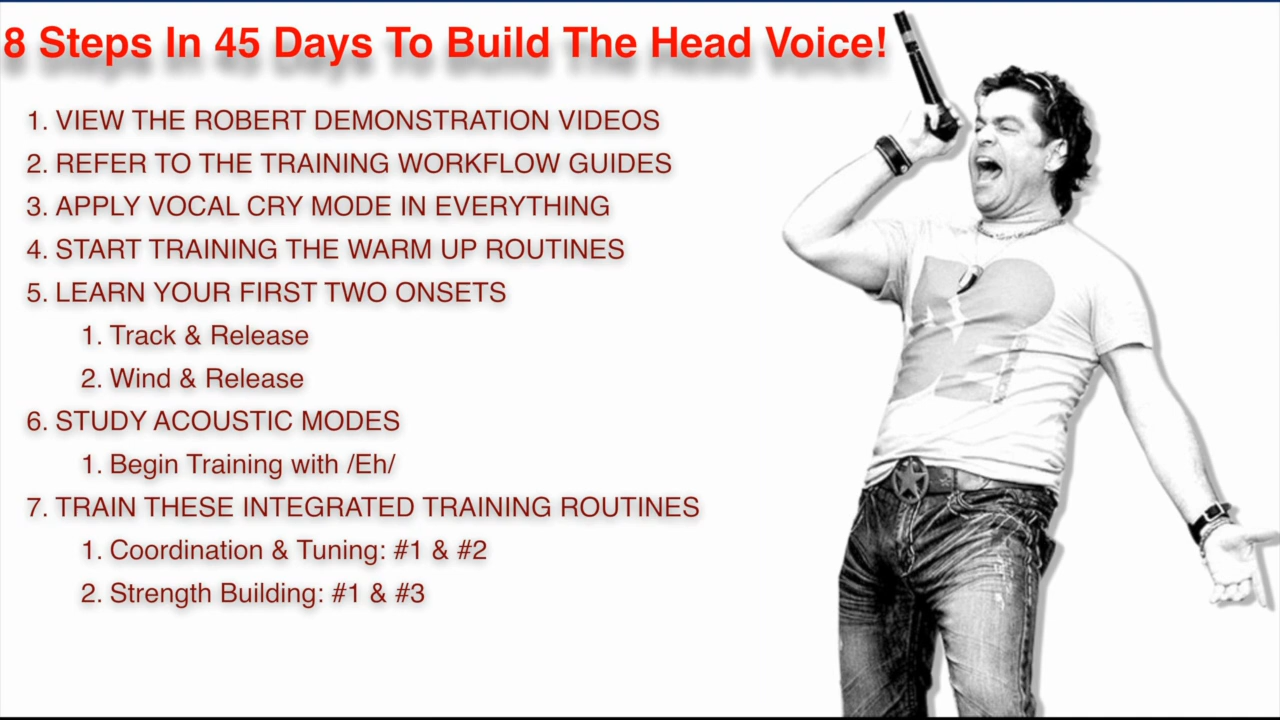 8 Steps In 45 Days To Build The Head Voice!
1. VIEW THE ROBERT DEMONSTRATION VIDEOS
2. REFER TO THE TRAINING WORKFLOW GUIDES
3. APPLY VOCAL CRY MODE IN EVERYTHING
4. START TRAINING THE WARM UP ROUTINES
5. LEARN YOUR FIRST TWO ONSETS
1. Track & Release
2. Wind & Release
6. STUDY ACOUSTIC MODES
1. Begin Training with /Eh/
7. TRAIN THESE INTEGRATED TRAINING ROUTINES
1. Coordination & Tuning: #1 & #2
2. Strength Building: #1 & #3